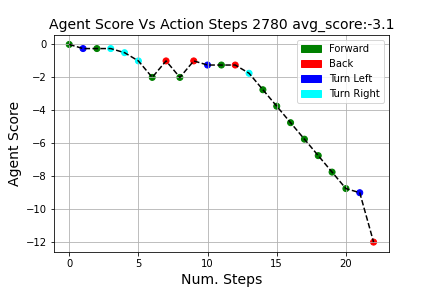 Agent Score Vs Action Steps 2780 avg_score:-3.1
Agent Score
0
−2
−4
−6
−8
−10
−12
Forward
Back
Turn Left
Turn Right
0 5 10 15 20
Num. Steps